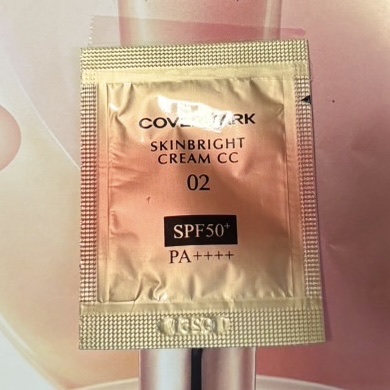 COVERMARK
SKINBRIGHT
CREAM CC
02
SPF50+
PA++++